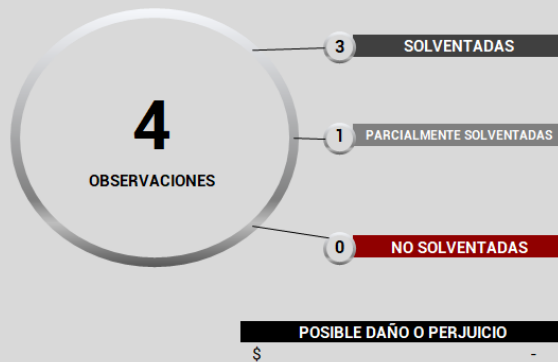 4
OBSERVACIONES
3 SOLVENTADAS
1 PARCIALMENTE SOLVENTADAS
0 NO SOLVENTADAS
POSIBLE DAÑO O PERJUICIO
$ -